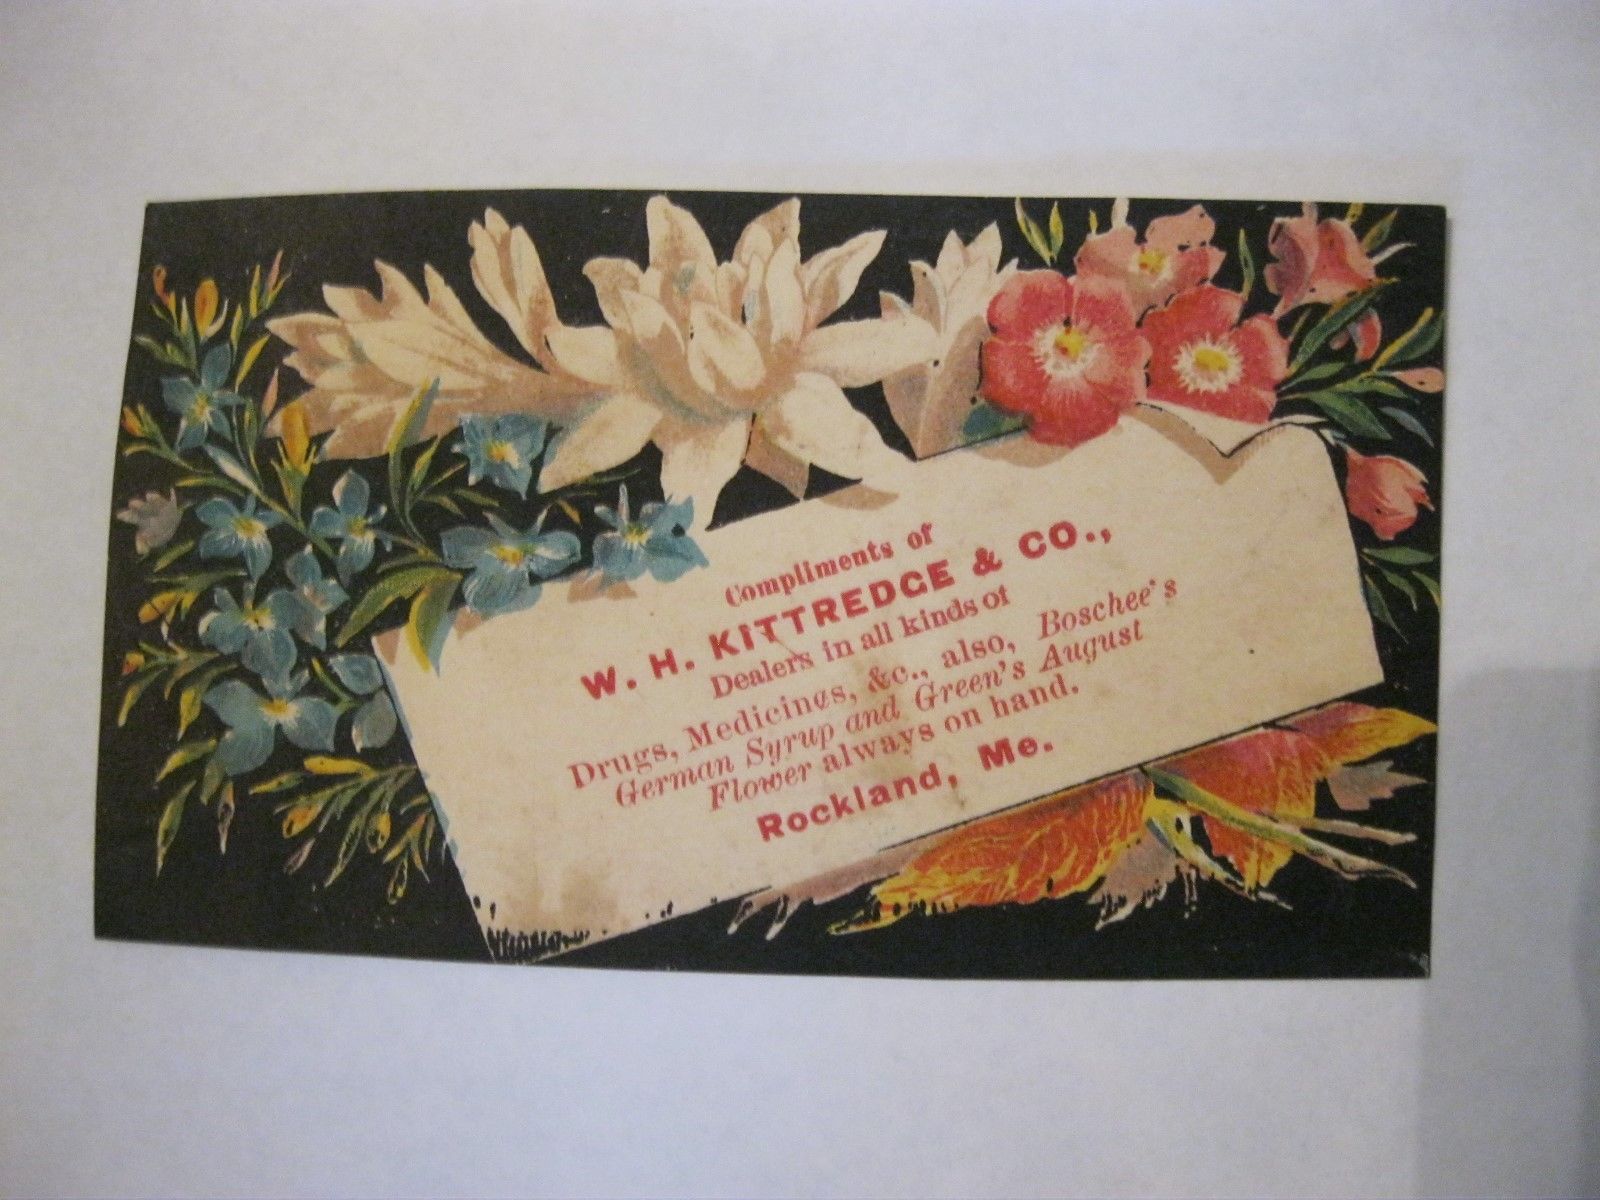 Compliments of
W. H. KITTREDGE & CO.,
Dealers in all kinds of
Drugs, Medicines, &c., also, Boschee's
German Syrup and Green's August
Flower always on hand.
Rockland, Me.